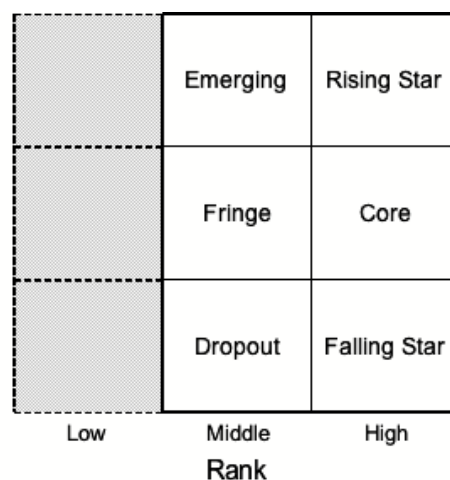 Emerging Rising Star
Fringe Core
Dropout Falling Star
Low Middle High
Rank